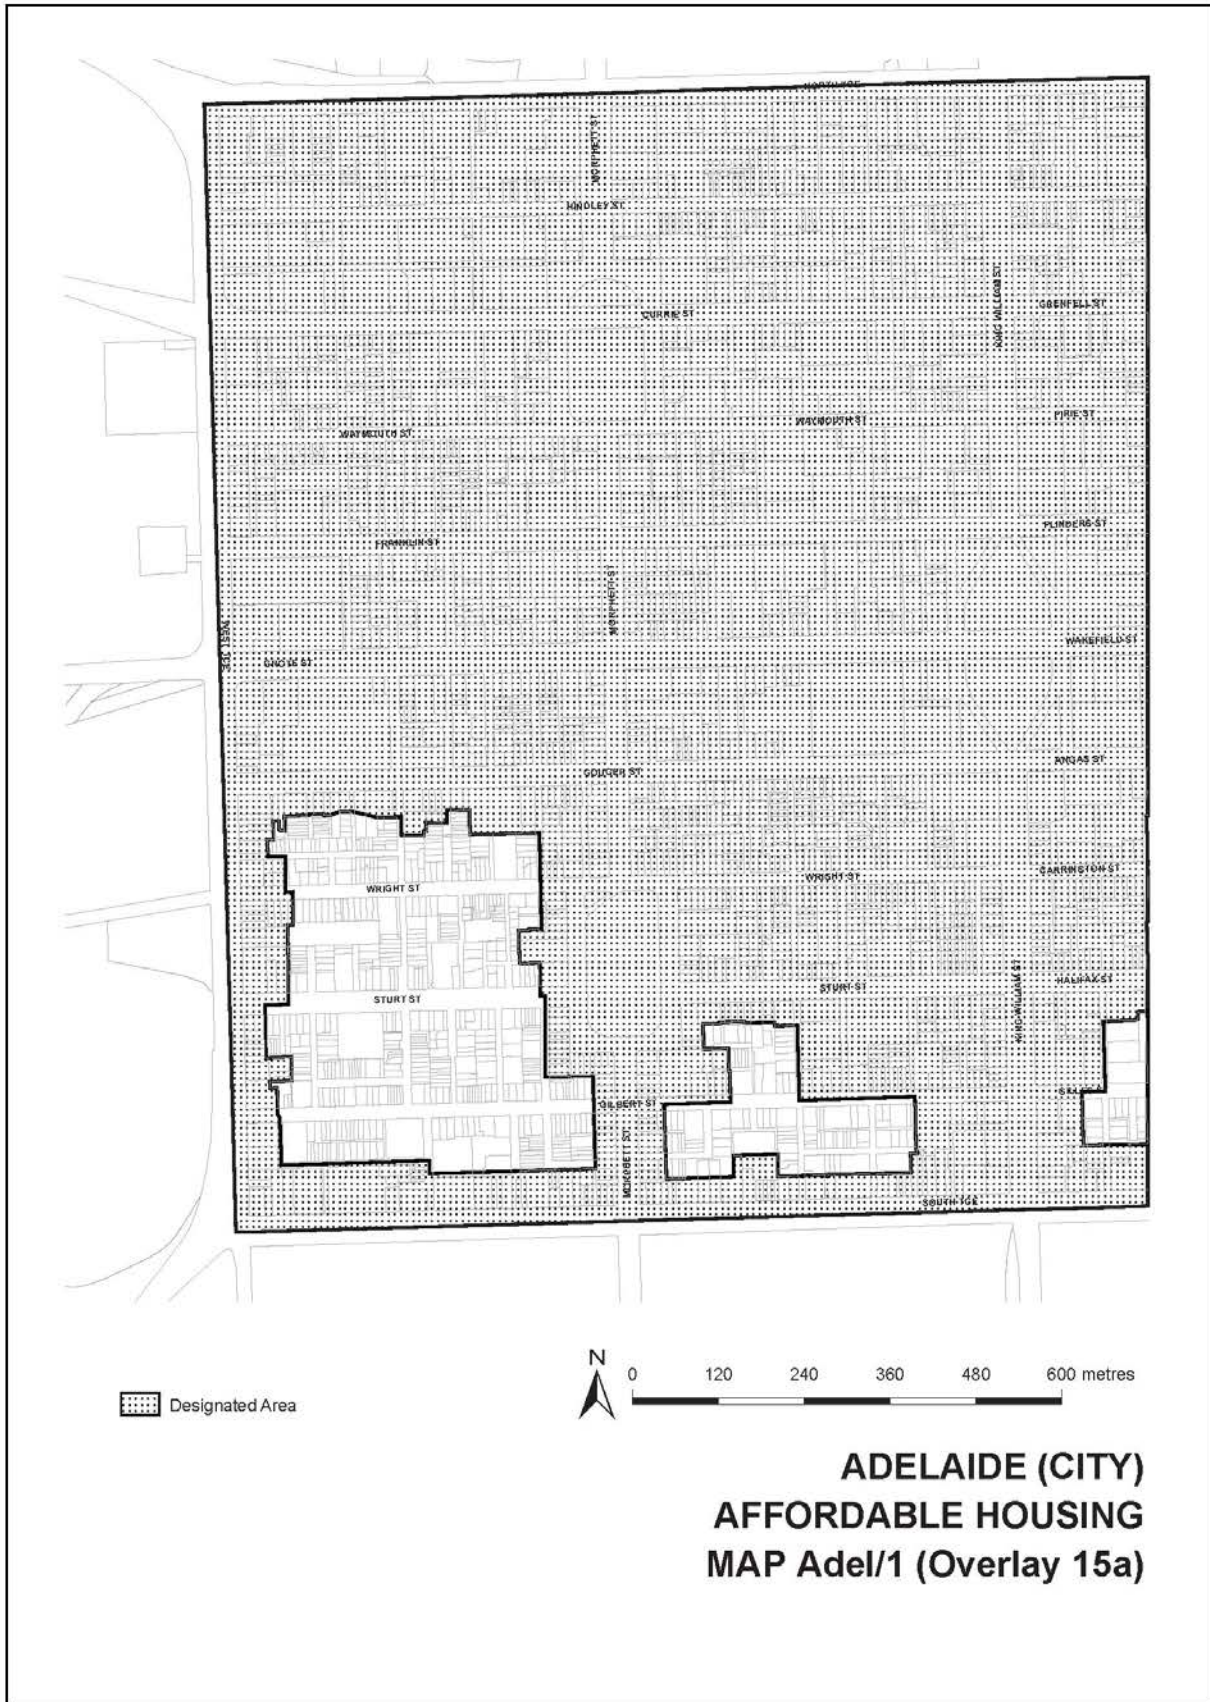 NORTH TCE
MORPHETT ST
HINDLEY ST
KING WILLIAM ST
GRENFELL ST
CURRIE ST
PIRIE ST
WAYMOUTH ST
WAYMOUTH ST
FLINDERS ST
FRANKLIN ST
MORPHETT ST
WEST TCE
WAKEFIELD ST
GROTE ST
ANGAS ST
GOUGER ST
CARRINGTON ST
WRIGHT ST
WRIGHT ST
HALIFAX ST
KING WILLIAM ST
STURT ST
STURT ST
GILBERT ST
MORPHETT ST
SOUTH TCE
N
0 120 240 360 480 600 metres
Designated Area
ADELAIDE (CITY)
AFFORDABLE HOUSING
MAP Adel/1 (Overlay 15a)